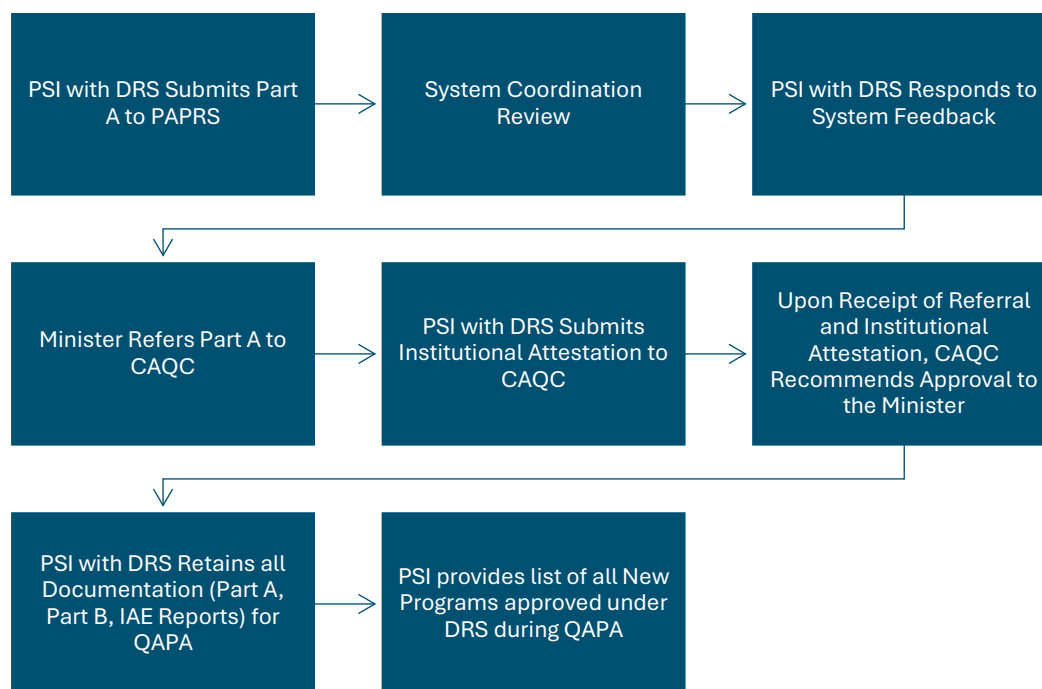 PSI with DRS Submits Part
A to PAPRS
System Coordination
Review
PSI with DRS Responds to
System Feedback
Minister Refers Part A to
CAQC
PSI with DRS Submits
Institutional Attestation to
CAQC
Upon Receipt of Referral
and Institutional
Attestation, CAQC
Recommends Approval to
the Minister
PSI with DRS Retains all
Documentation (Part A,
Part B, IAE Reports) for
QAPA
PSI provides list of all New
Programs approved under
DRS during QAPA